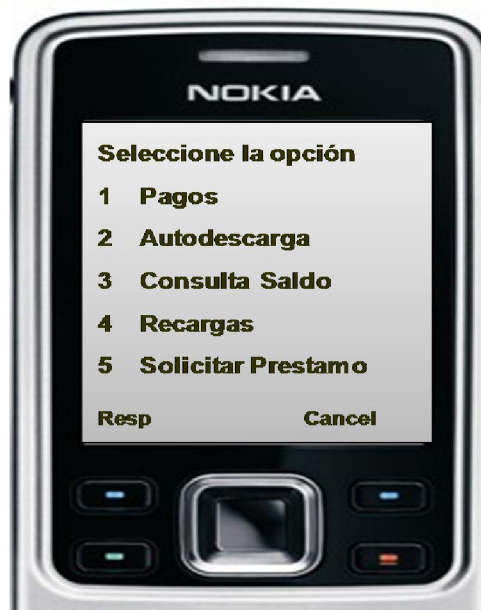 NOKIA
Seleccione la opción
1 Pagos
2 Autodescarga
3 Consulta Saldo
4 Recargas
5 Solicitar Prestamo
Resp Cancel